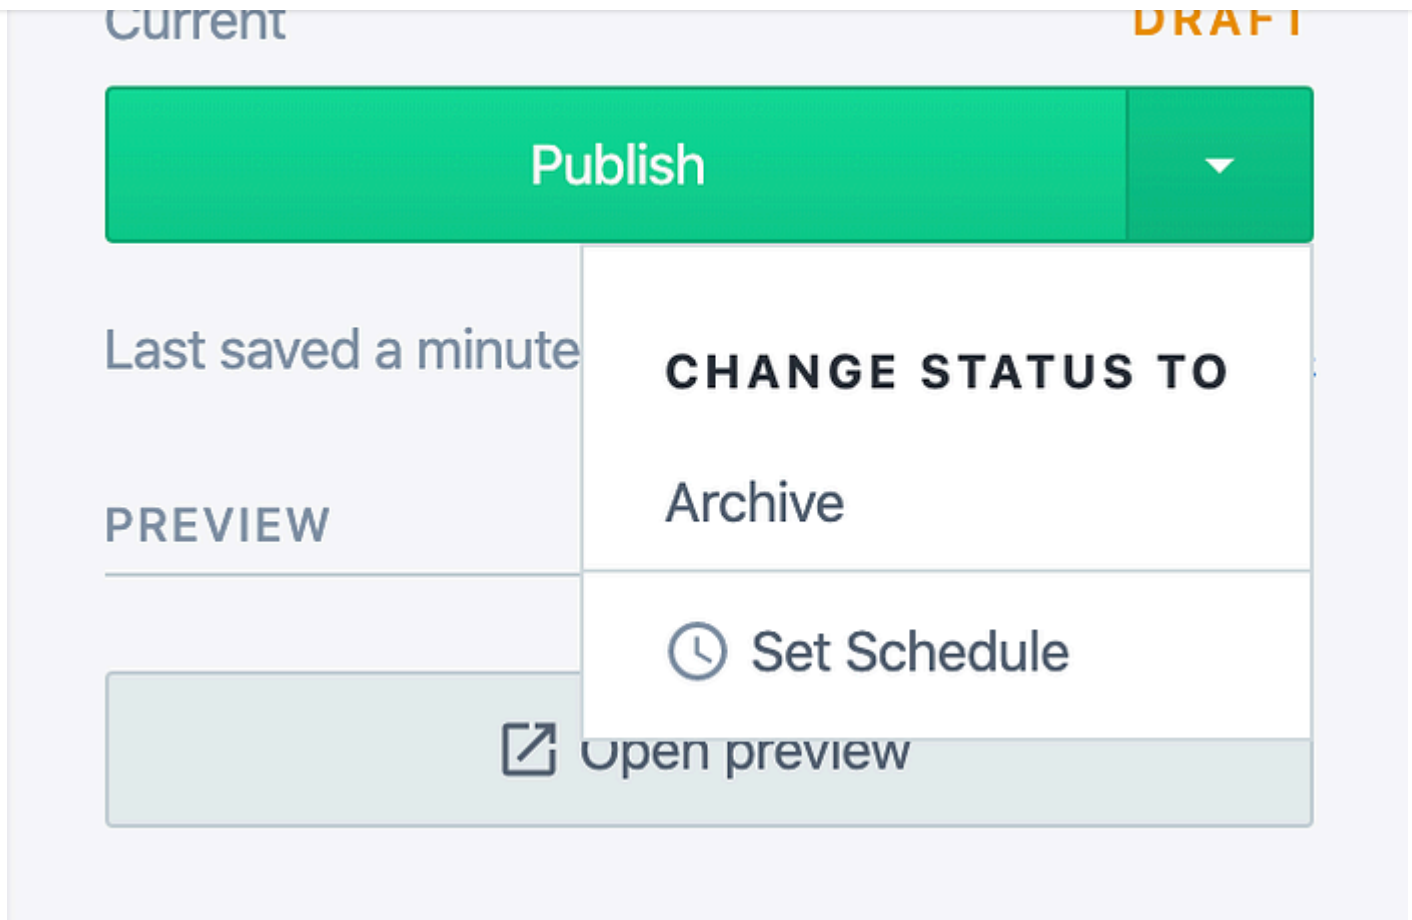 Current DRAFT
Publish
Last saved a minute
CHANGE STATUS TO
Archive
PREVIEW
Set Schedule
Open preview